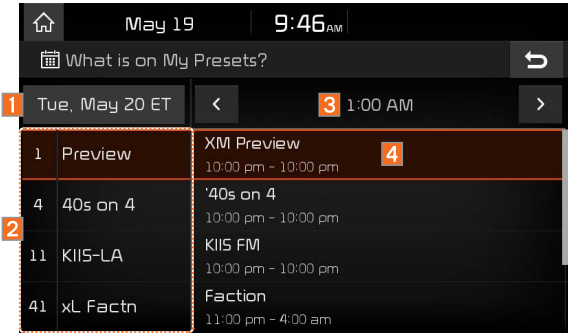 May 19
9:46AM
What is on My Presets?
1
Tue, May 20 ET
3
1:00 AM
2
1 Preview
XM Preview
4
10:00 pm - 10:00 pm
4 40s on 4
'40s on 4
10:00 pm - 10:00 pm
11 KIIS-LA
KIIS FM
10:00 pm - 10:00 pm
41 xL Factn
Faction
11:00 pm - 4:00 am